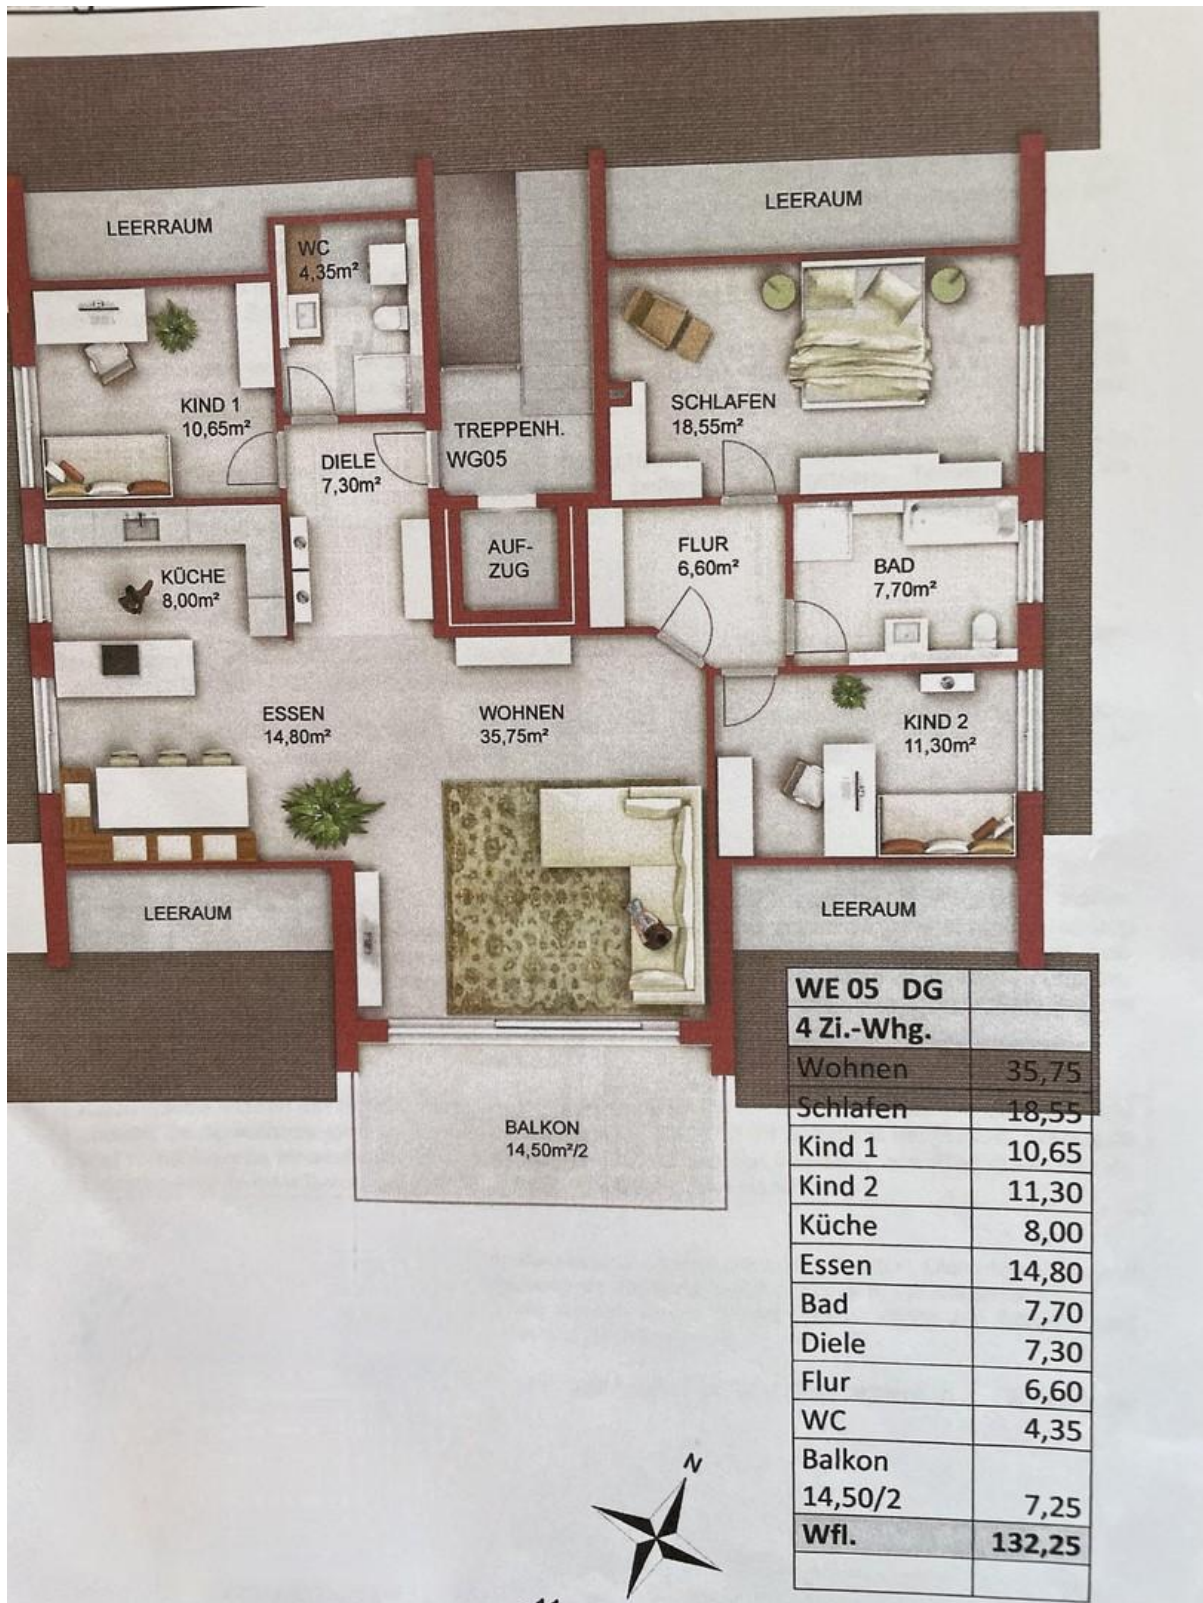 LEERRAUM
LEERAUM
WC
4,35m²
KIND 1
10,65m²
SCHLAFEN
18,55m²
TREPPENH.
WG05
DIELE
7,30m²
AUF-
ZUG
FLUR
6,60m²
BAD
7,70m²
KÜCHE
8,00m²
ESSEN
14,80m²
WOHNEN
35,75m²
KIND 2
11,30m²
LEERAUM
LEERAUM
BALKON
14,50m²/2
WE 05 DG
4 Zi.-Whg.
Wohnen 35,75
Schlafen 18,55
Kind 1 10,65
Kind 2 11,30
Küche 8,00
Essen 14,80
Bad 7,70
Diele 7,30
Flur 6,60
WC 4,35
Balkon
14,50/2 7,25
Wfl. 132,25
N